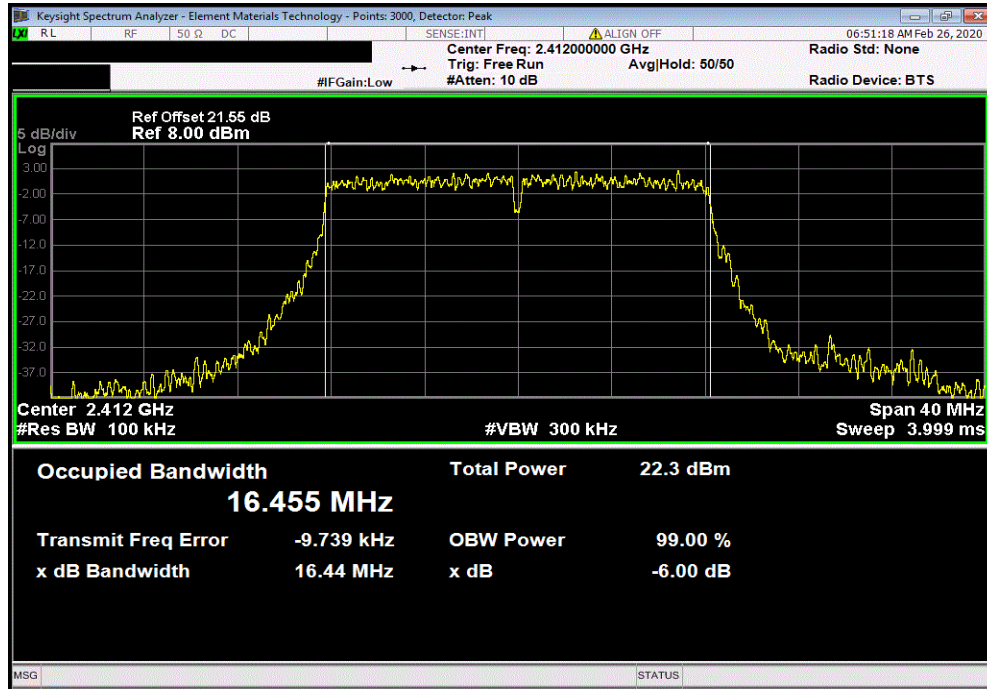 Keysight Spectrum Analyzer - Element Materials Technology - Points: 3000, Detector: Peak
LXI RL RF 50 Ω DC SENSE:INT ALIGN OFF 06:51:18 AM Feb 26, 2020
Center Freq: 2.412000000 GHz Radio Std: None
Trig: Free Run Avg|Hold: 50/50
#IFGain:Low #Atten: 10 dB Radio Device: BTS
Ref Offset 21.55 dB
5 dB/div Ref 8.00 dBm
Log
3.00
-2.00
-7.00
-12.0
-17.0
-22.0
-27.0
-32.0
-37.0
Center 2.412 GHz Span 40 MHz
#Res BW 100 kHz #VBW 300 kHz Sweep 3.999 ms
Occupied Bandwidth Total Power 22.3 dBm
16.455 MHz
Transmit Freq Error -9.739 kHz OBW Power 99.00 %
x dB Bandwidth 16.44 MHz x dB -6.00 dB
MSG STATUS